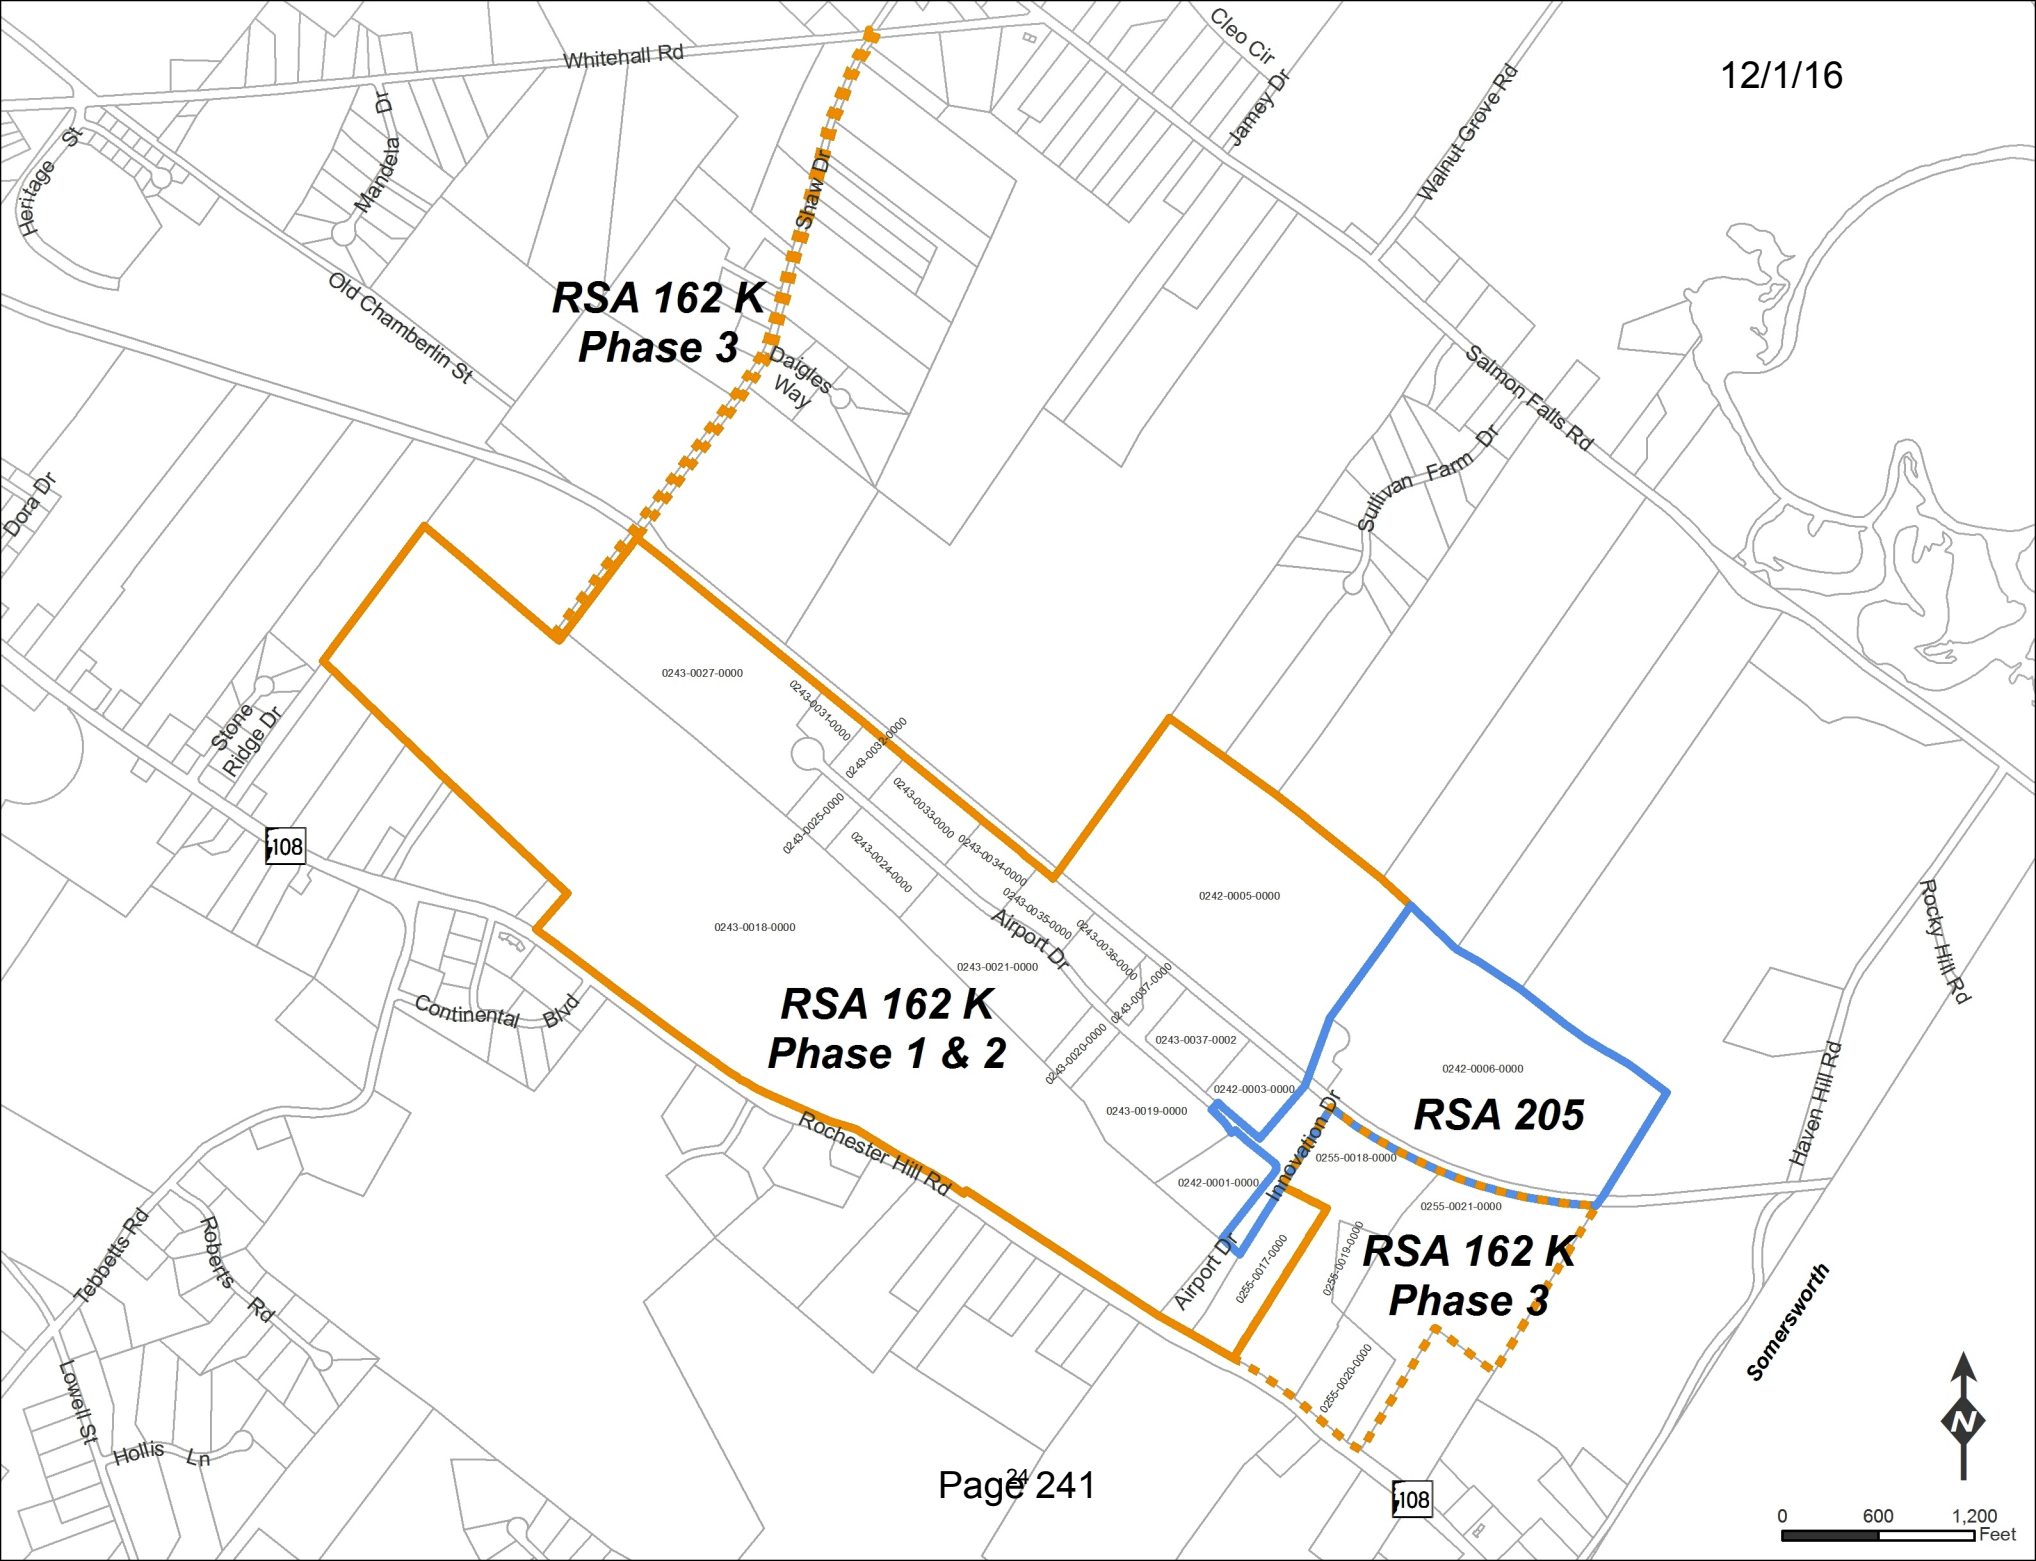 Cleo Cir
Whitehall Rd
12/1/16
Jamey Dr
Walnut Grove Rd
Mandela Dr
Heritage St
Shaw Dr
Old Chamberlin St
RSA 162 K
Phase 3
Daigles
Way
Salmon Falls Rd
Sullivan Farm Dr
Dora Dr
0243-0027-0000
0243-0031-0000
0243-0032-0000
Stone
Ridge Dr
0243-0025-0000
0243-0033-0000
0243-0024-0000
0243-0034-0000
108
0242-0005-0000
0243-0035-0000
Airport Dr
0243-0036-0000
0243-0018-0000
0243-0021-0000
0243-0037-0000
Rocky Hill Rd
RSA 162 K
Phase 1 & 2
Continental Blvd
0243-0037-0002
0243-0020-0000
0242-0003-0000
0242-0006-0000
RSA 205
Haven Hill Rd
0243-0019-0000
Innovation Dr
Rochester Hill Rd
0255-0018-0000
0242-0001-0000
0255-0021-0000
Tebbetts Rd
Roberts Rd
Airport Dr
0255-0017-0000
0255-0019-0000
RSA 162 K
Phase 3
Somersworth
0255-0020-0000
Lowell St
Hollis Ln
N
24
Page 241
108
0 600 1,200
Feet